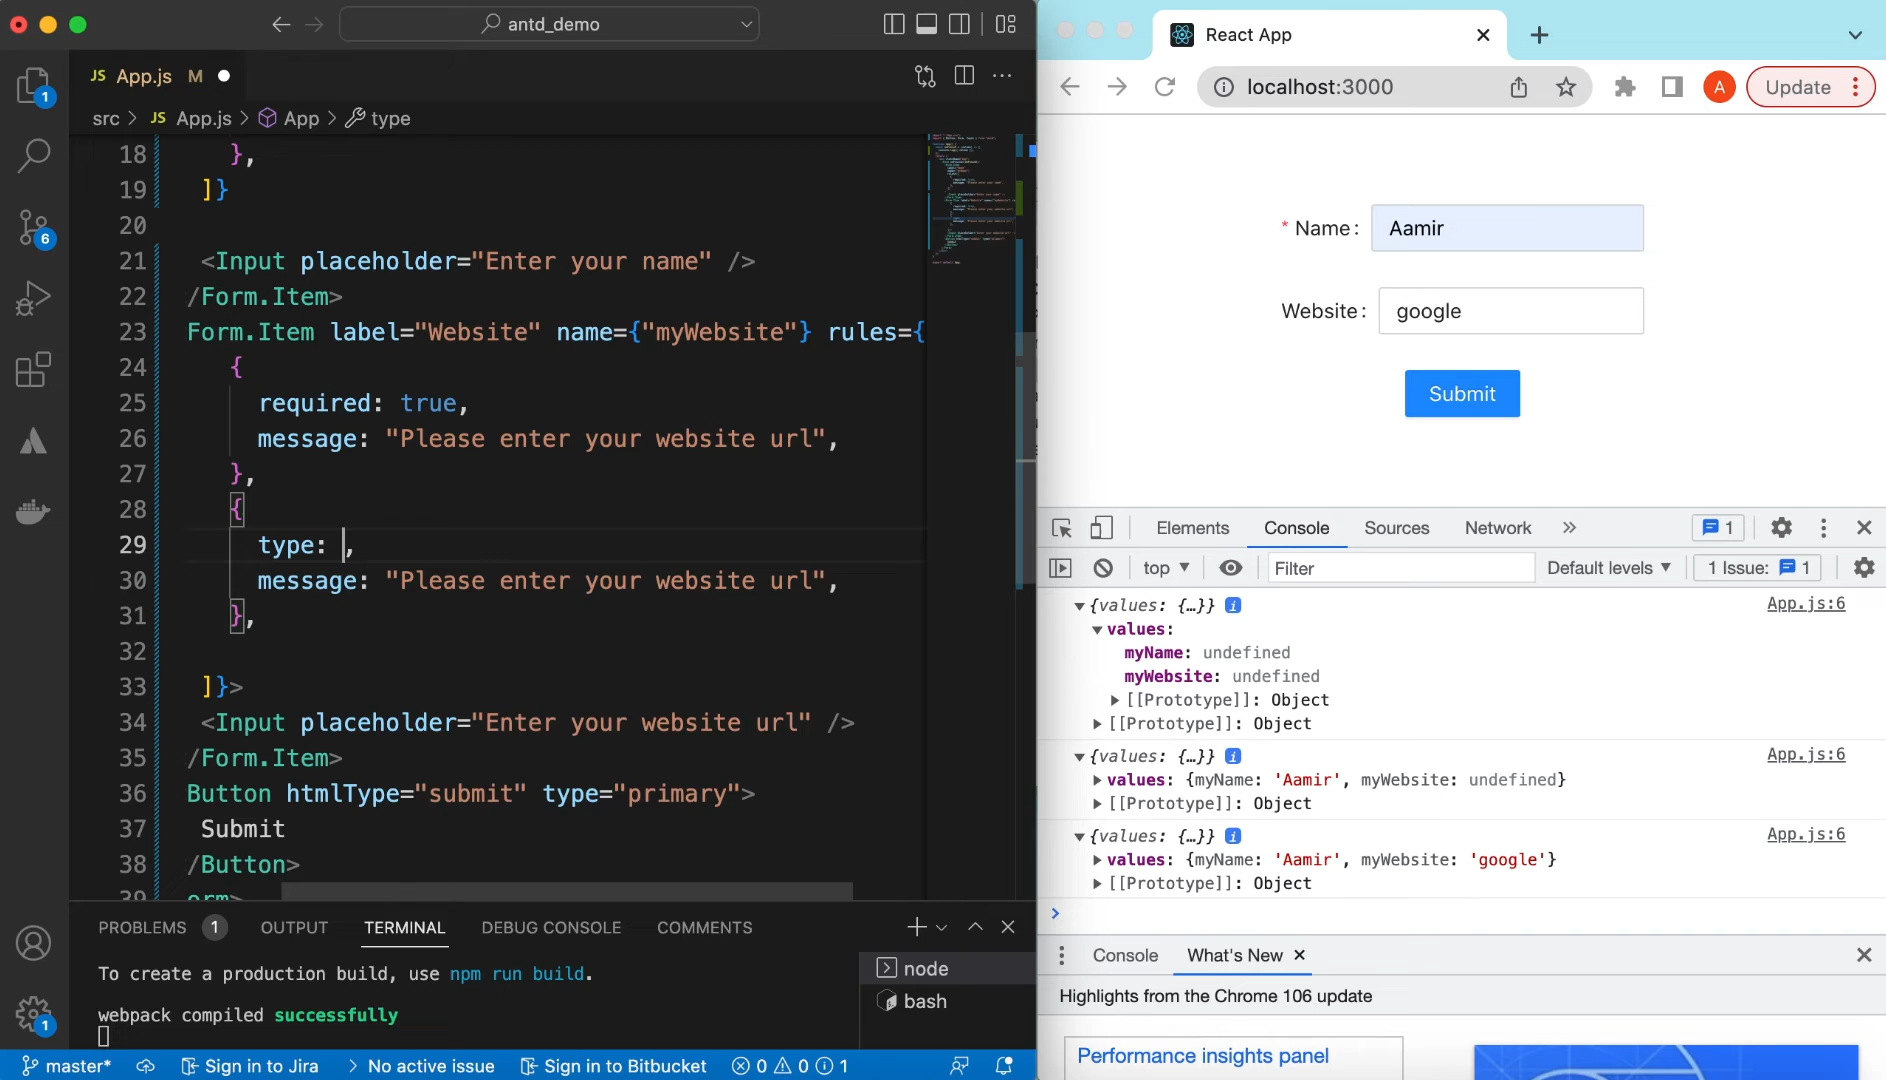 antd_demo
JS App.js M
src > JS App.js > App > type
18 },
19 ]}
20
21 <Input placeholder="Enter your name" />
22 /Form.Item>
23 Form.Item label="Website" name={"myWebsite"} rules={
24 {
25 required: true,
26 message: "Please enter your website url",
27 },
28 {
29 type: ,
30 message: "Please enter your website url",
31 },
32
33 ]}>
34 <Input placeholder="Enter your website url" />
35 /Form.Item>
36 Button htmlType="submit" type="primary">
37 Submit
38 /Button>
39 orm>
1
6
1
PROBLEMS 1 OUTPUT TERMINAL DEBUG CONSOLE COMMENTS
To create a production build, use npm run build.
webpack compiled successfully
node
bash
master* Sign in to Jira > No active issue Sign in to Bitbucket 0 0 1
React App
localhost:3000
A Update
* Name: Aamir
Website: google
Submit
Elements Console Sources Network » 1
top ▼ Filter Default levels ▼ 1 Issue: 1
▼{values: {…}} i App.js:6
▼values:
myName: undefined
myWebsite: undefined
▶[[Prototype]]: Object
▶[[Prototype]]: Object
▼{values: {…}} i App.js:6
▶values: {myName: 'Aamir', myWebsite: undefined}
▶[[Prototype]]: Object
▼{values: {…}} i App.js:6
▶values: {myName: 'Aamir', myWebsite: 'google'}
▶[[Prototype]]: Object
>
Console What's New
Highlights from the Chrome 106 update
Performance insights panel